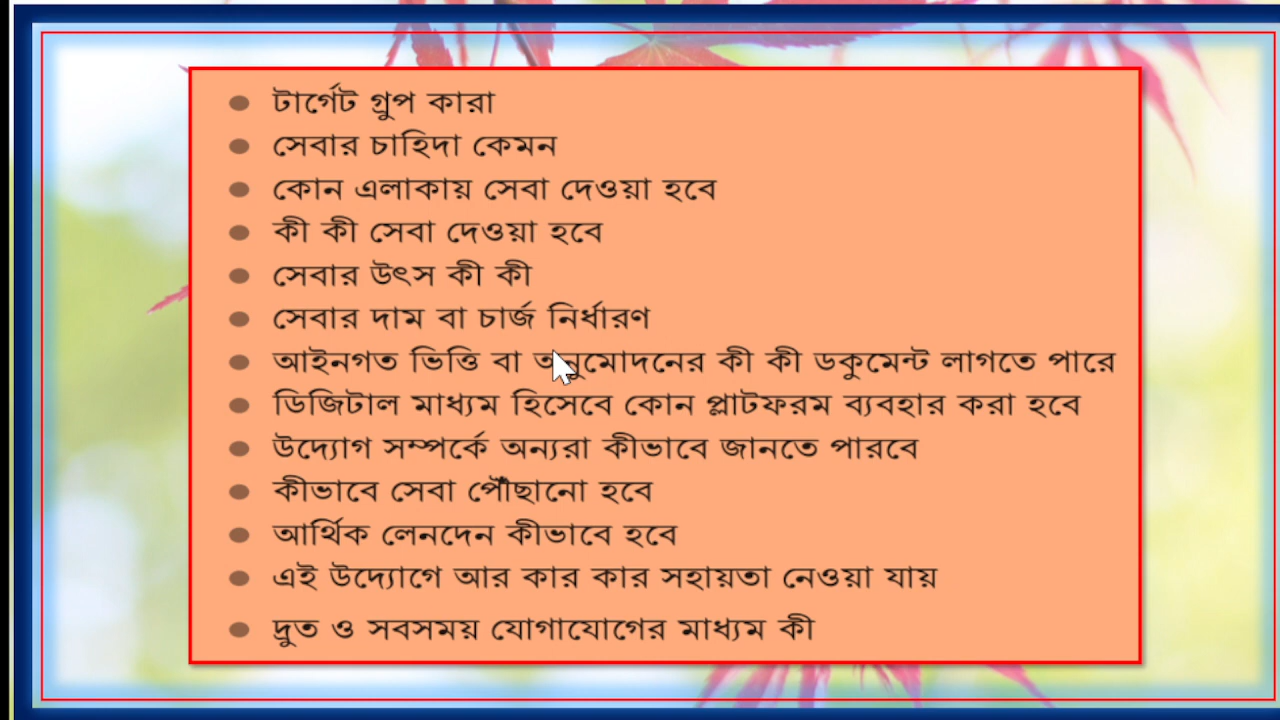 টার্গেট গ্রুপ কারা
সেবার চাহিদা কেমন
কোন এলাকায় সেবা দেওয়া হবে
কী কী সেবা দেওয়া হবে
সেবার উৎস কী কী
সেবার দাম বা চার্জ নির্ধারণ
আইনগত ভিত্তি বা অনুমোদনের কী কী ডকুমেন্ট লাগতে পারে
ডিজিটাল মাধ্যম হিসেবে কোন প্লাটফরম ব্যবহার করা হবে
উদ্যোগ সম্পর্কে অন্যরা কীভাবে জানতে পারবে
কীভাবে সেবা পৌঁছানো হবে
আর্থিক লেনদেন কীভাবে হবে
এই উদ্যোগে আর কার কার সহায়তা নেওয়া যায়
দ্রুত ও সবসময় যোগাযোগের মাধ্যম কী